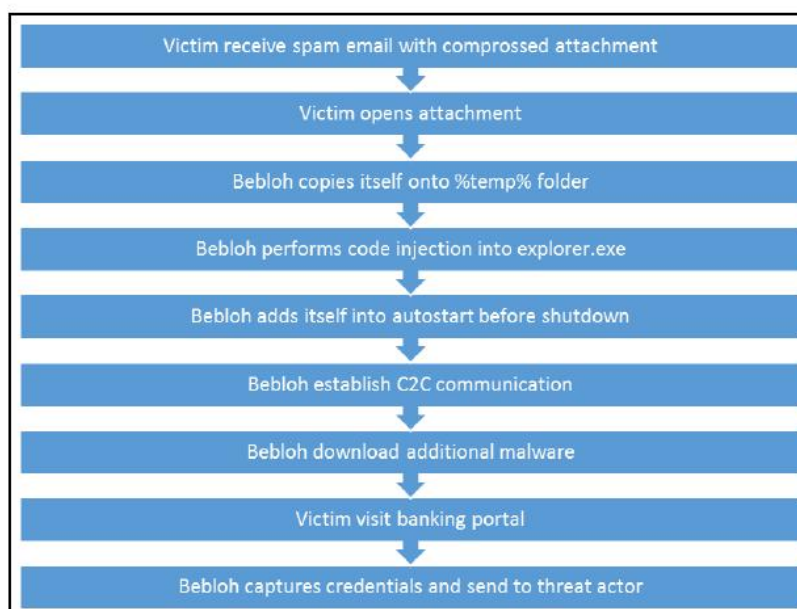 Victim receive spam email with comprossed attachment
Victim opens attachment
Bebloh copies itself onto %temp% folder
Bebloh performs code injection into explorer.exe
Bebloh adds itself into autostart before shutdown
Bebloh establish C2C communication
Bebloh download additional malware
Victim visit banking portal
Bebloh captures credentials and send to threat actor